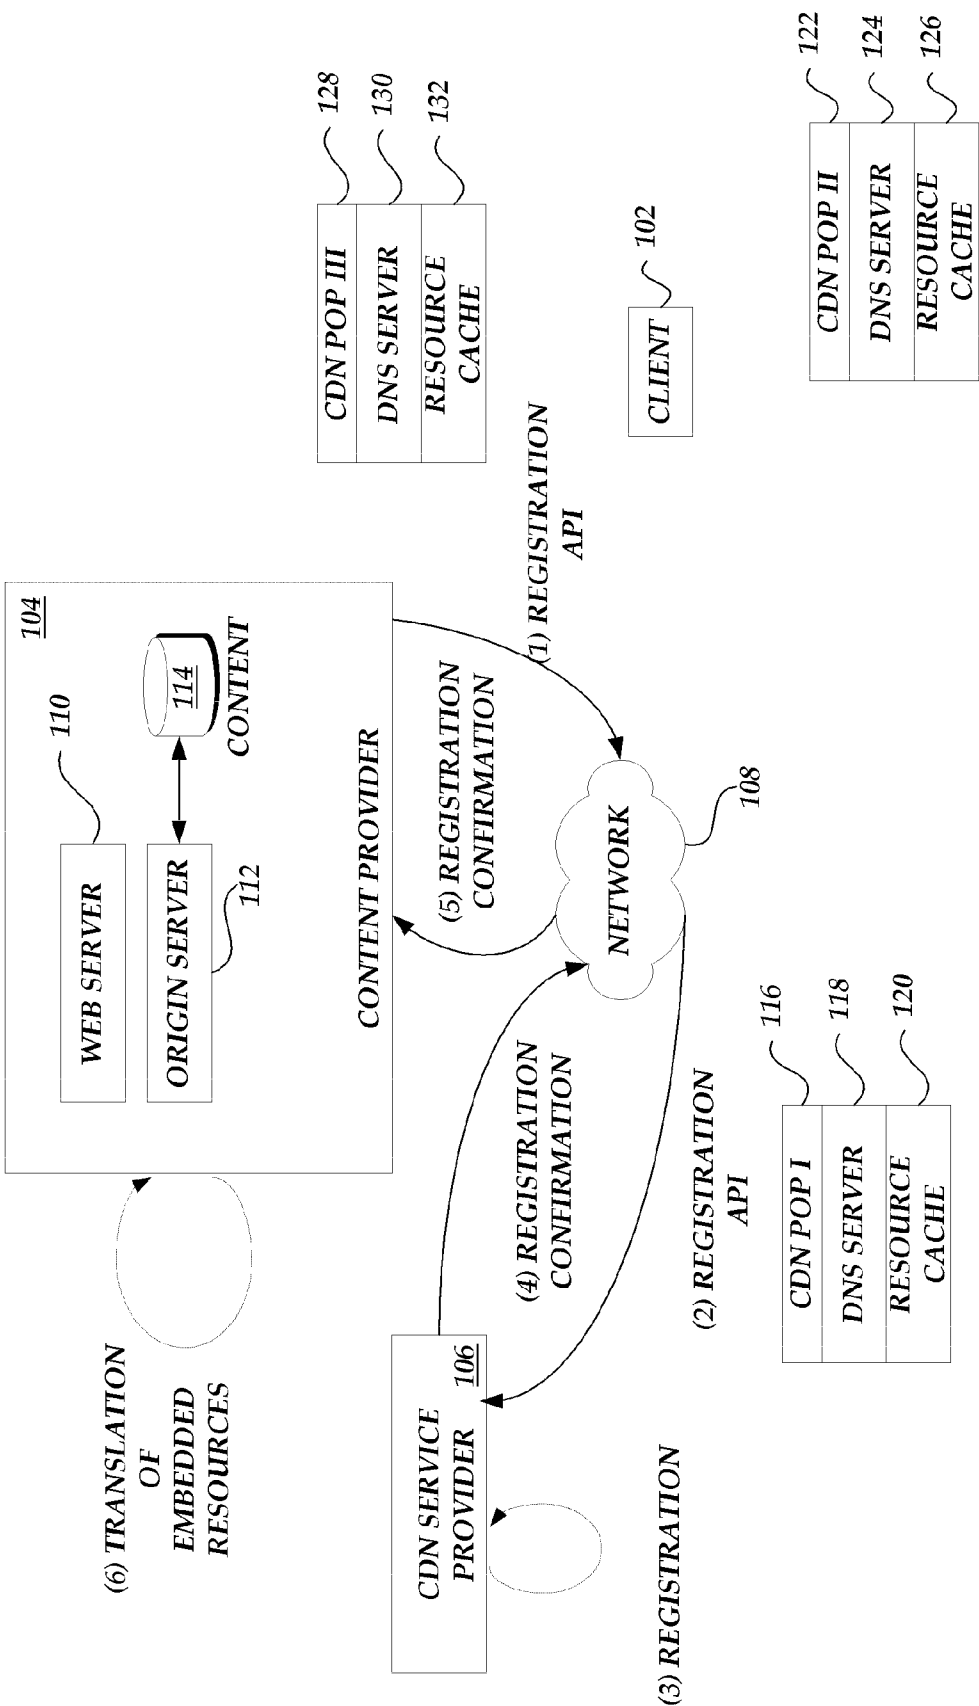 (6) TRANSLATION
OF
EMBEDDED
RESOURCES
104
WEB SERVER
110
ORIGIN SERVER
112
114
CONTENT
CONTENT PROVIDER
CDN POP III
128
DNS SERVER
130
RESOURCE
CACHE
132
CDN SERVICE
PROVIDER
106
(3) REGISTRATION
(4) REGISTRATION
CONFIRMATION
(5) REGISTRATION
CONFIRMATION
(1) REGISTRATION
API
NETWORK
108
(2) REGISTRATION
API
CLIENT
102
CDN POP I
116
DNS SERVER
118
RESOURCE
CACHE
120
CDN POP II
122
DNS SERVER
124
RESOURCE
CACHE
126